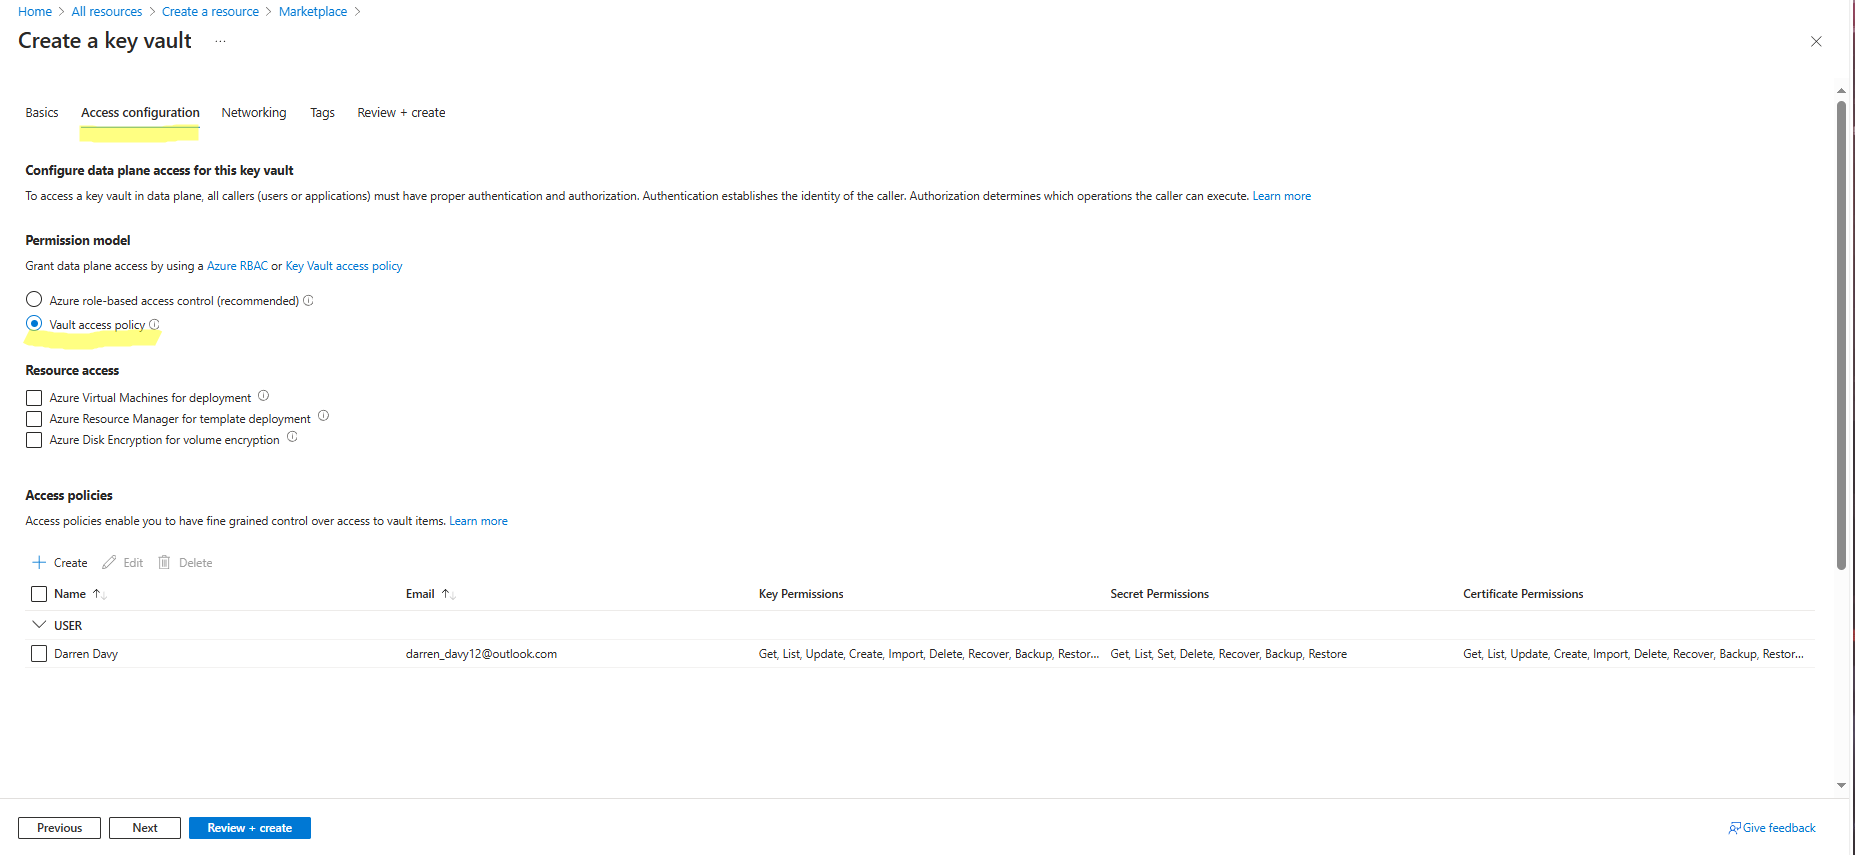 Home > All resources > Create a resource > Marketplace >
Create a key vault ...
Basics Access configuration Networking Tags Review + create
Configure data plane access for this key vault
To access a key vault in data plane, all callers (users or applications) must have proper authentication and authorization. Authentication establishes the identity of the caller. Authorization determines which operations the caller can execute. Learn more
Permission model
Grant data plane access by using a Azure RBAC or Key Vault access policy
Azure role-based access control (recommended)
Vault access policy
Resource access
Azure Virtual Machines for deployment
Azure Resource Manager for template deployment
Azure Disk Encryption for volume encryption
Access policies
Access policies enable you to have fine grained control over access to vault items. Learn more
Create Edit Delete
Name Email Key Permissions Secret Permissions Certificate Permissions
USER
Darren Davy darren_davy12@outlook.com Get, List, Update, Create, Import, Delete, Recover, Backup, Restor... Get, List, Set, Delete, Recover, Backup, Restore Get, List, Update, Create, Import, Delete, Recover, Backup, Restor...
Previous Next Review + create Give feedback